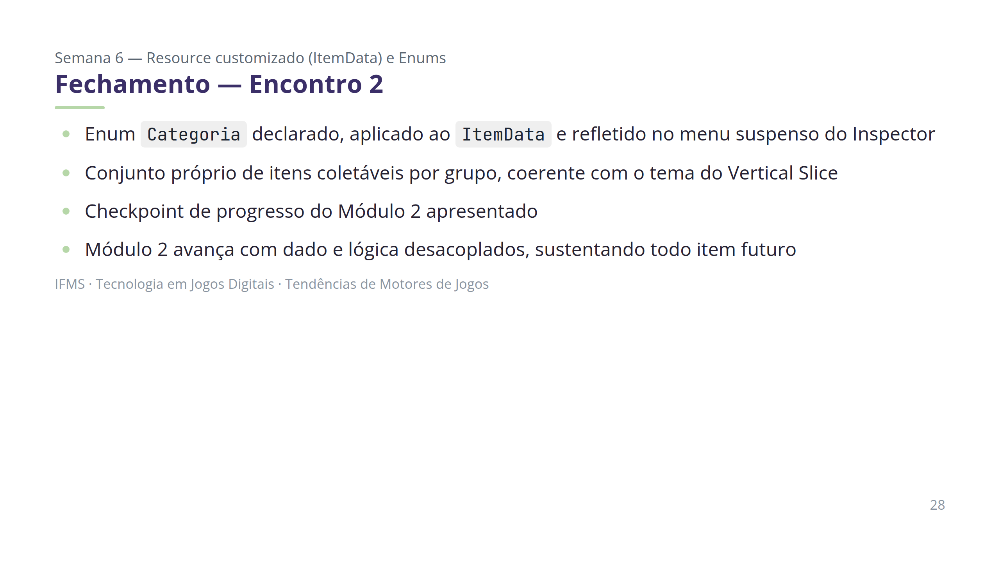 Semana 6 — Resource customizado (ItemData) e Enums
Fechamento — Encontro 2
Enum Categoria declarado, aplicado ao ItemData e refletido no menu suspenso do Inspector
Conjunto próprio de itens coletáveis por grupo, coerente com o tema do Vertical Slice
Checkpoint de progresso do Módulo 2 apresentado
Módulo 2 avança com dado e lógica desacoplados, sustentando todo item futuro
IFMS · Tecnologia em Jogos Digitais · Tendências de Motores de Jogos
28